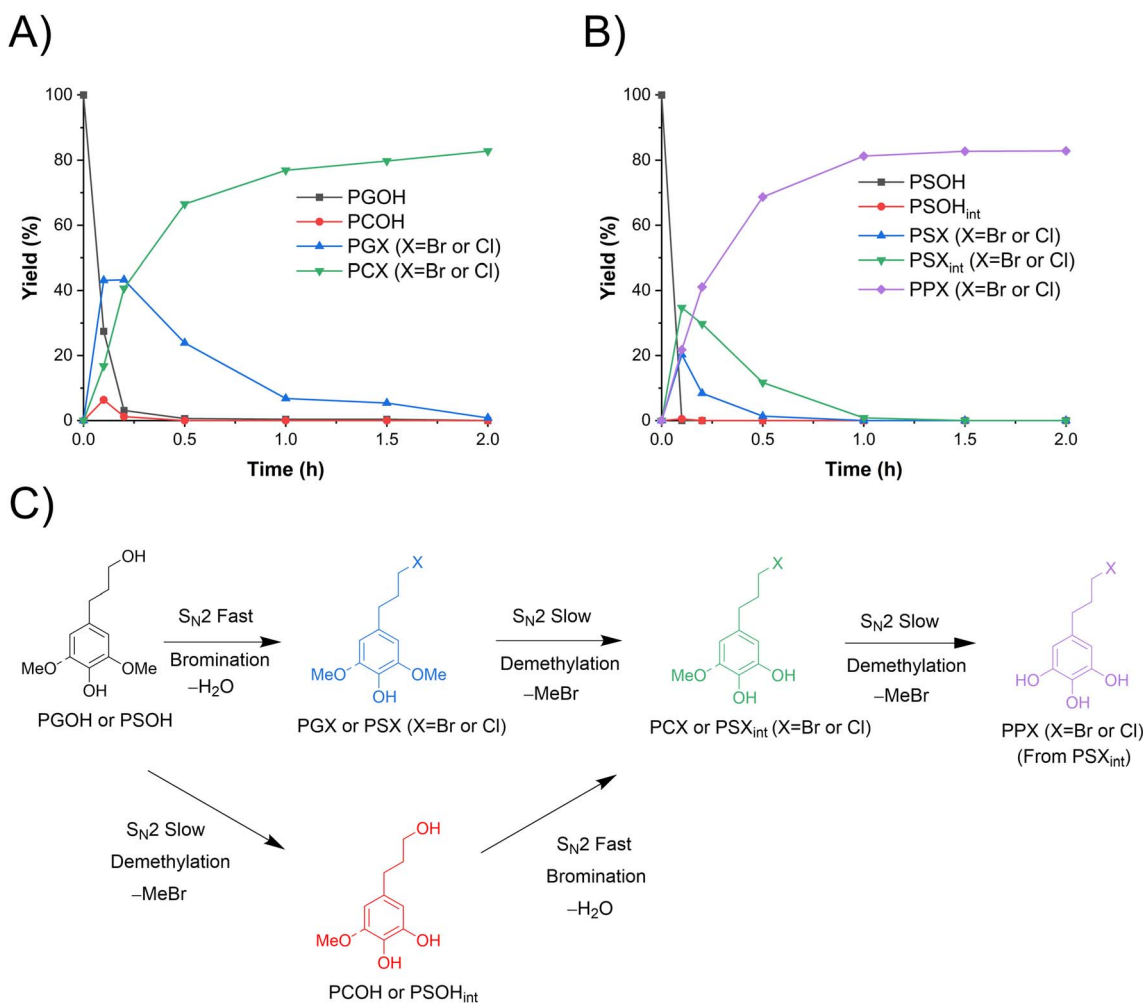 A)
100
80
60
40
20
0
Yield (%)
0.0 0.5 1.0 1.5 2.0
Time (h)
PGOH
PCOH
PGX (X=Br or Cl)
PCX (X=Br or Cl)
B)
100
80
60
40
20
0
Yield (%)
0.0 0.5 1.0 1.5 2.0
Time (h)
PSOH
PSOHint
PSX (X=Br or Cl)
PSXint (X=Br or Cl)
PPX (X=Br or Cl)
C)
OH
MeO OMe
OH
PGOH or PSOH
SN2 Fast
Bromination
–H2O
X
MeO OMe
OH
PGX or PSX (X=Br or Cl)
SN2 Slow
Demethylation
–MeBr
X
MeO OH
OH
PCX or PSXint (X=Br or Cl)
SN2 Slow
Demethylation
–MeBr
X
HO OH
OH
PPX (X=Br or Cl)
(From PSXint)
SN2 Slow
Demethylation
–MeBr
OH
MeO OH
OH
PCOH or PSOHint
SN2 Fast
Bromination
–H2O